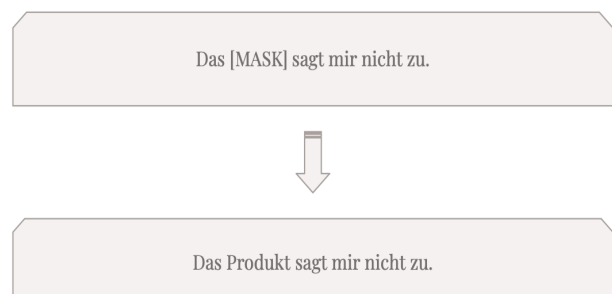 Das [MASK] sagt mir nicht zu.
Das Produkt sagt mir nicht zu.